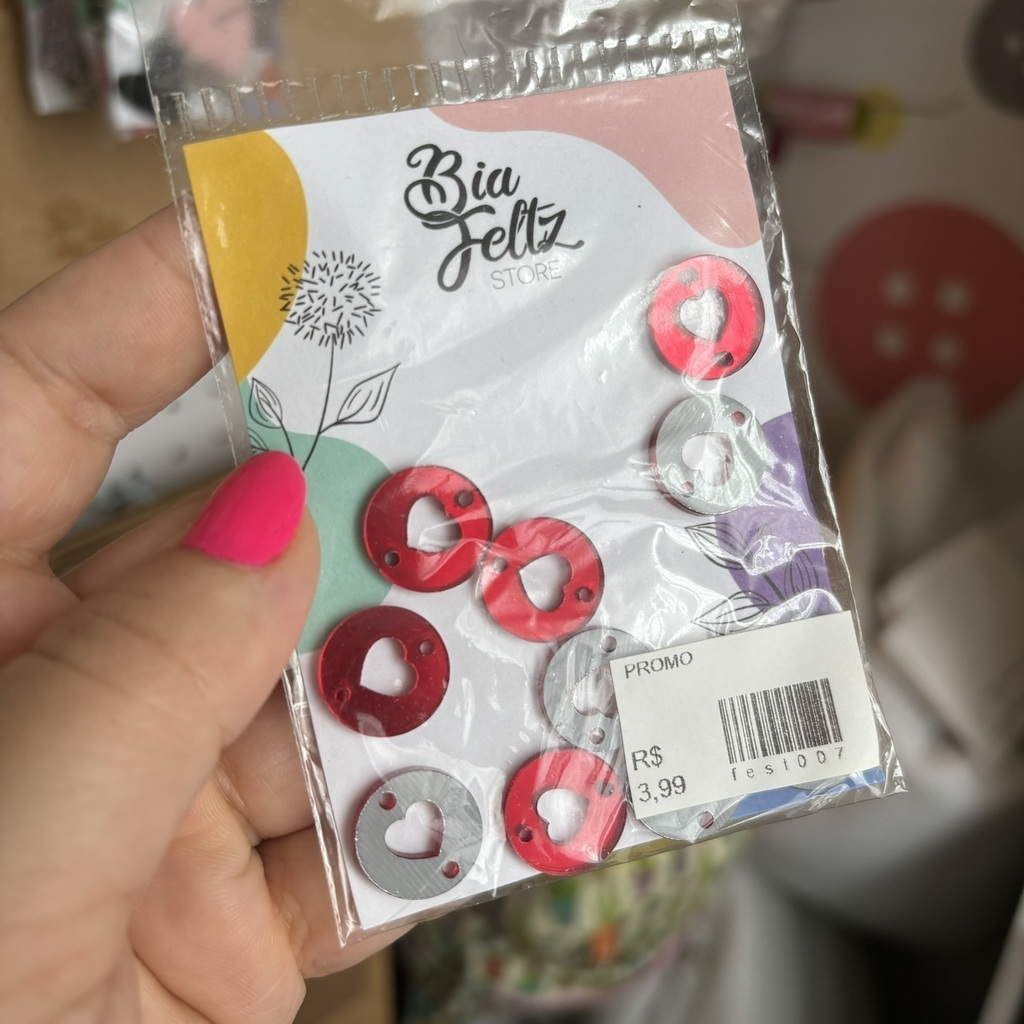 Bia
Feltz
STORE
PROMO
R$
3,99
fest007